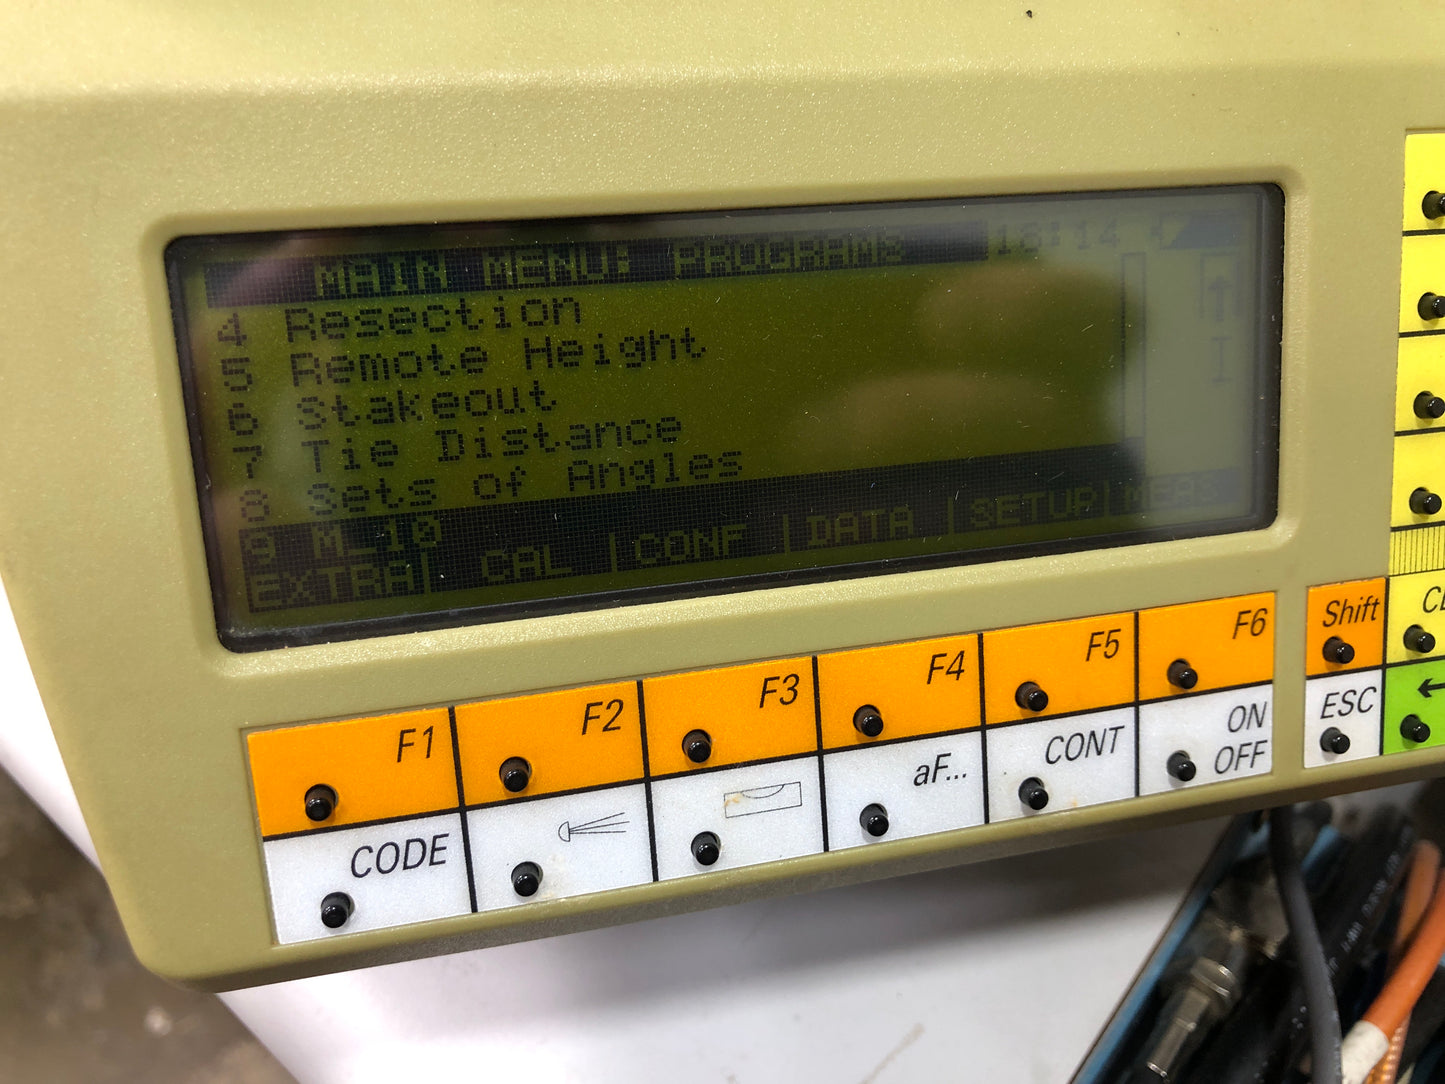 MAIN MENU: PROGRAMS 18:14
4 Resection
5 Remote Height
6 Stakeout
7 Tie Distance
8 Sets of Angles
9 ML10
EXTRA| CAL |CONF |DATA |SETUP|MEAS
F1 F2 F3 F4 F5 F6 Shift
CODE aF... CONT ON OFF ESC